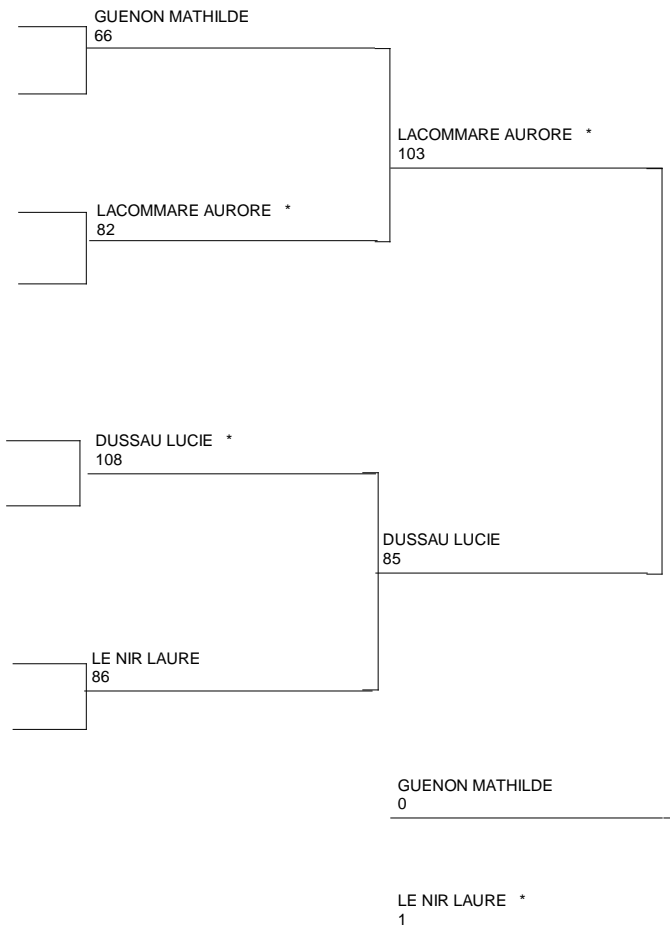 GUENON MATHILDE
66
LACOMMARE AURORE *
103
LACOMMARE AURORE *
82
DUSSAU LUCIE *
108
DUSSAU LUCIE
85
LE NIR LAURE
86
GUENON MATHILDE
0
LE NIR LAURE *
1